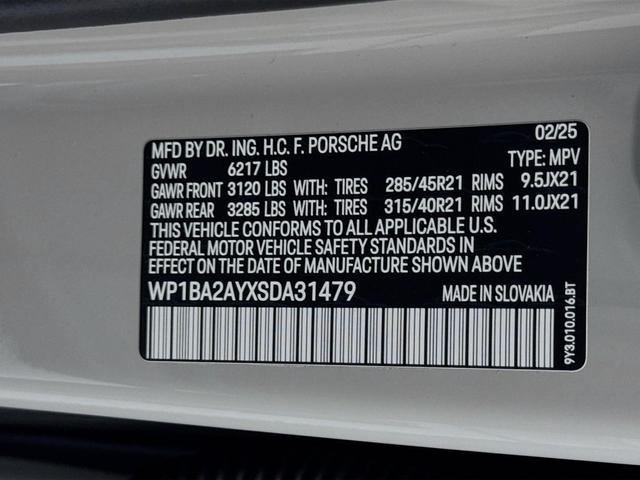 MFD BY DR. ING. H.C. F. PORSCHE AG 02/25
GVWR 6217 LBS TYPE: MPV
GAWR FRONT 3120 LBS WITH: TIRES 285/45R21 RIMS 9.5JX21
GAWR REAR 3285 LBS WITH: TIRES 315/40R21 RIMS 11.0JX21
THIS VEHICLE CONFORMS TO ALL APPLICABLE U.S.
FEDERAL MOTOR VEHICLE SAFETY STANDARDS IN
EFFECT ON THE DATE OF MANUFACTURE SHOWN ABOVE
WP1BA2AYXSDA31479 MADE IN SLOVAKIA
9Y3.010.016.BT